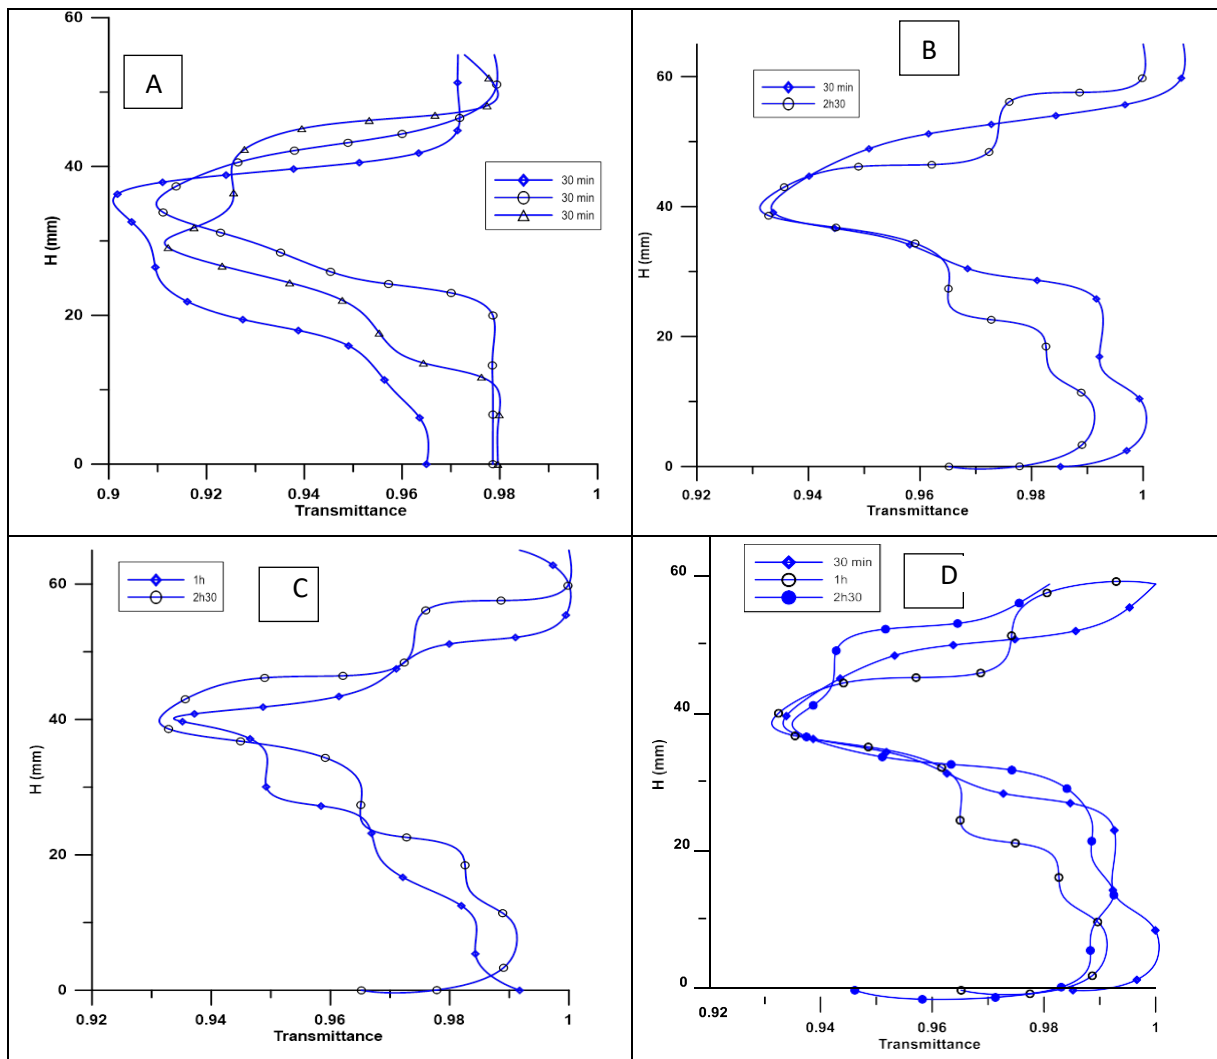 A
30 min
30 min
30 min
60
40
20
0
H (mm)
0.9
0.92
0.94
0.96
0.98
1
Transmittance
B
30 min
2h30
60
40
20
0
H (mm)
0.92
0.94
0.96
0.98
1
Transmittance
C
1h
2h30
60
40
20
0
H (mm)
0.92
0.94
0.96
0.98
1
Transmittance
D
30 min
1h
2h30
60
40
20
0
H (mm)
0.92
0.94
0.96
0.98
1
Transmittance